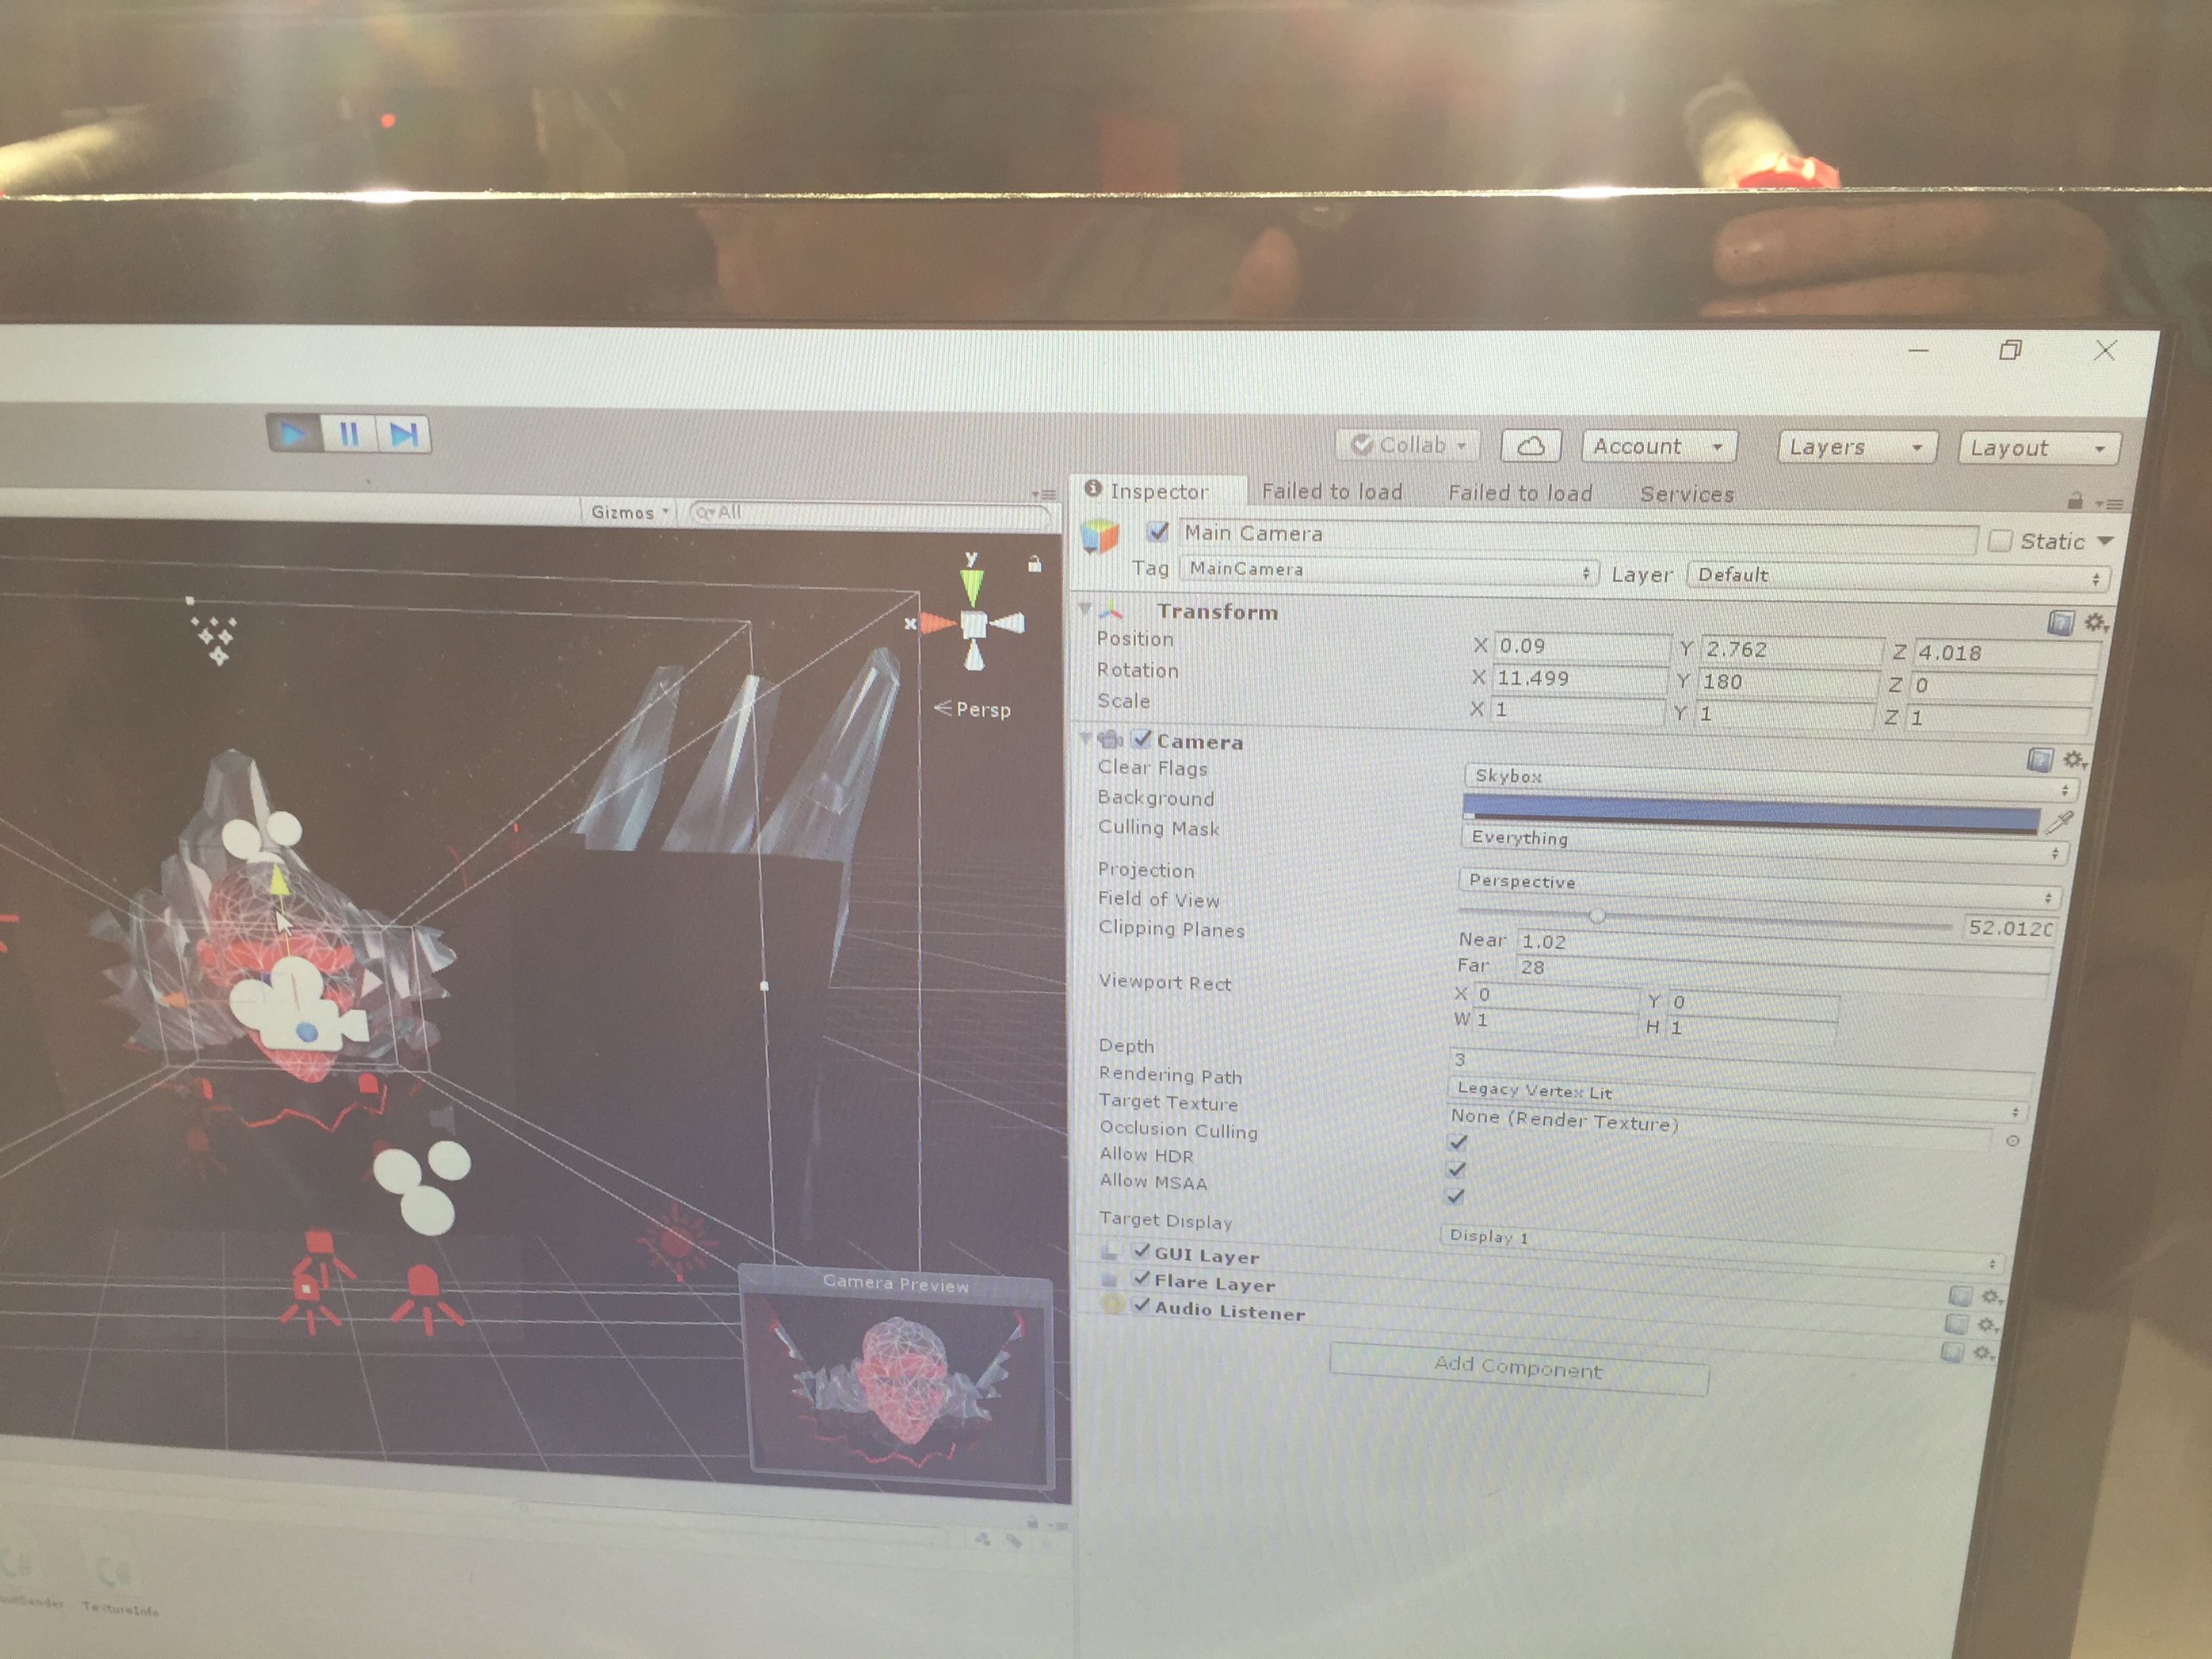 Collab
Account
Layers
Layout
Gizmos
All
Inspector
Failed to load
Failed to load
Services
Main Camera
Static
Tag
MainCamera
Layer
Default
Transform
Position
X 0.09
Y 2.762
Z 4.018
Rotation
X 11.499
Y 180
Z 0
Scale
X 1
Y 1
Z 1
y
x
Persp
Camera
Clear Flags
Skybox
Background
Culling Mask
Everything
Projection
Perspective
Field of View
Clipping Planes
Near 1.02
Far 28
Viewport Rect
X 0
Y 0
W 1
H 1
Depth
3
Rendering Path
Legacy Vertex Lit
Target Texture
None (Render Texture)
Occlusion Culling
Allow HDR
Allow MSAA
Target Display
Display 1
GUI Layer
Flare Layer
Audio Listener
Add Component
Camera Preview
C#
C#
TextureInfo